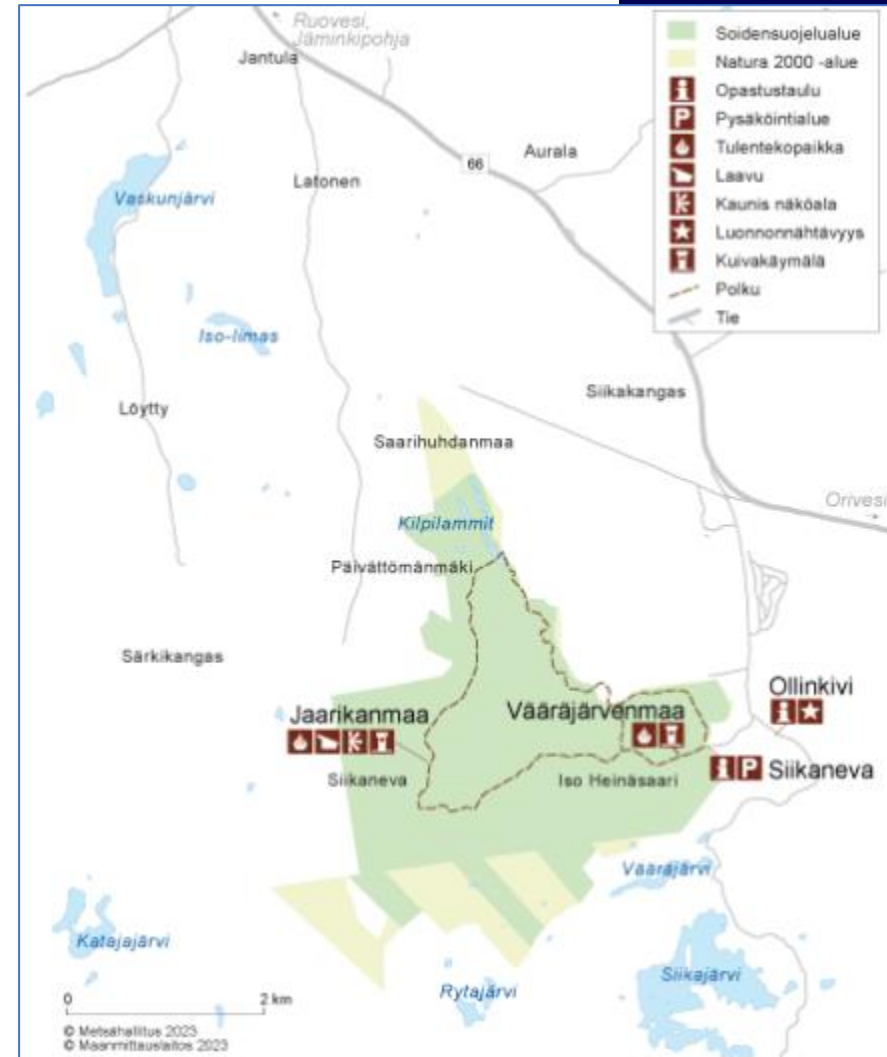 Ruovesi,
Jäminkipohja
Jantula
Soidensuojelualue
Natura 2000 -alue
Opastustaulu
Pysäköintialue
Tulentekopaikka
Laavu
Kaunis näköala
Luonnonnähtävyys
Kuivakäymälä
Polku
Tie
66
Aurala
Latonen
Vaskunjärvi
Iso-Iimas
Löytty
Siikakangas
Saarihuhdanmaa
Orivesi
Kilpilammit
Päivättömänmäki
Särkikangas
Ollinkivi
Jaarikanmaa
Vääräjärvenmaa
Siikaneva
Iso Heinäsaari
P Siikaneva
Vääräjärvi
Katajajärvi
Rytajärvi
Siikajärvi
0 2 km
© Metsähallitus 2023
© Maanmittauslaitos 2023